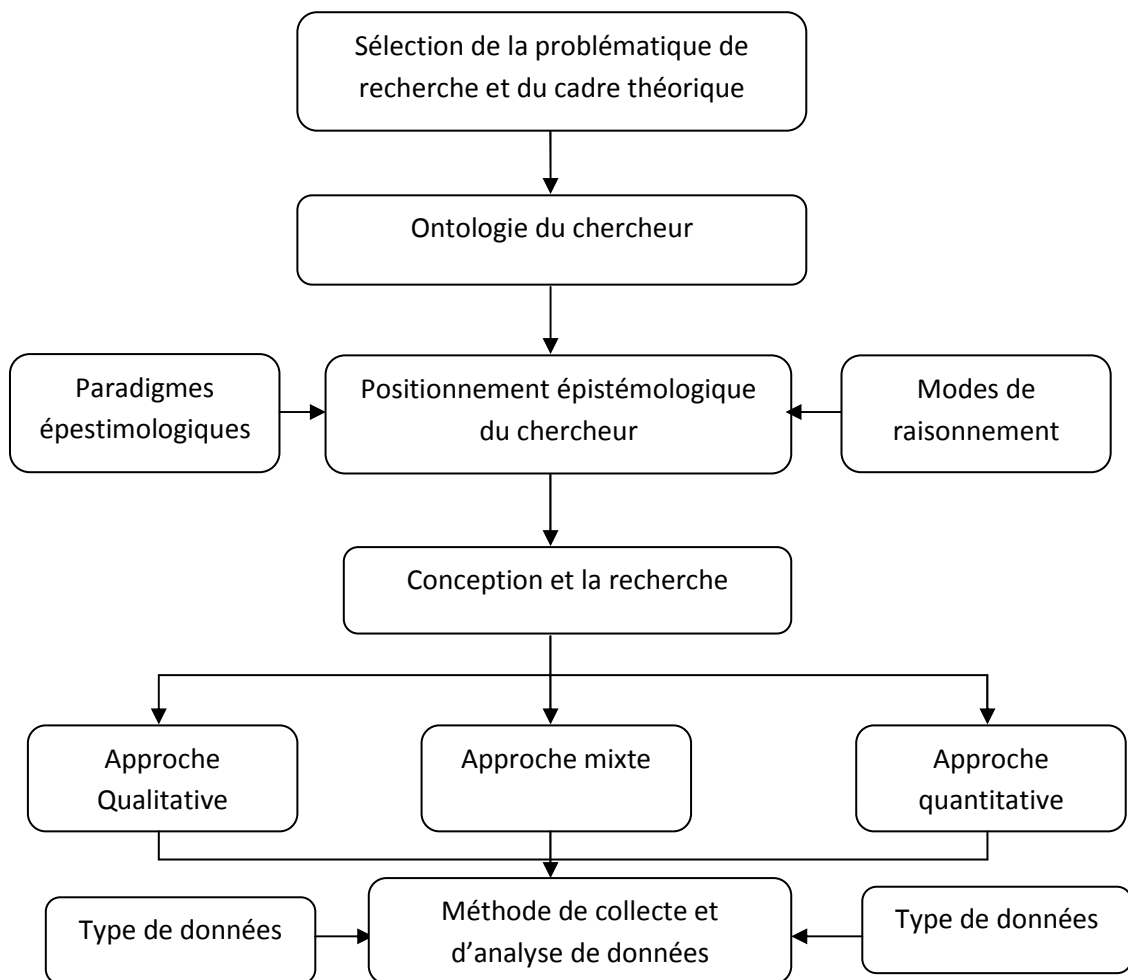 Sélection de la problématique de
recherche et du cadre théorique
Ontologie du chercheur
Paradigmes
épestimologiques
Positionnement épistémologique
du chercheur
Modes de
raisonnement
Conception et la recherche
Approche
Qualitative
Approche mixte
Approche
quantitative
Type de données
Méthode de collecte et
d’analyse de données
Type de données